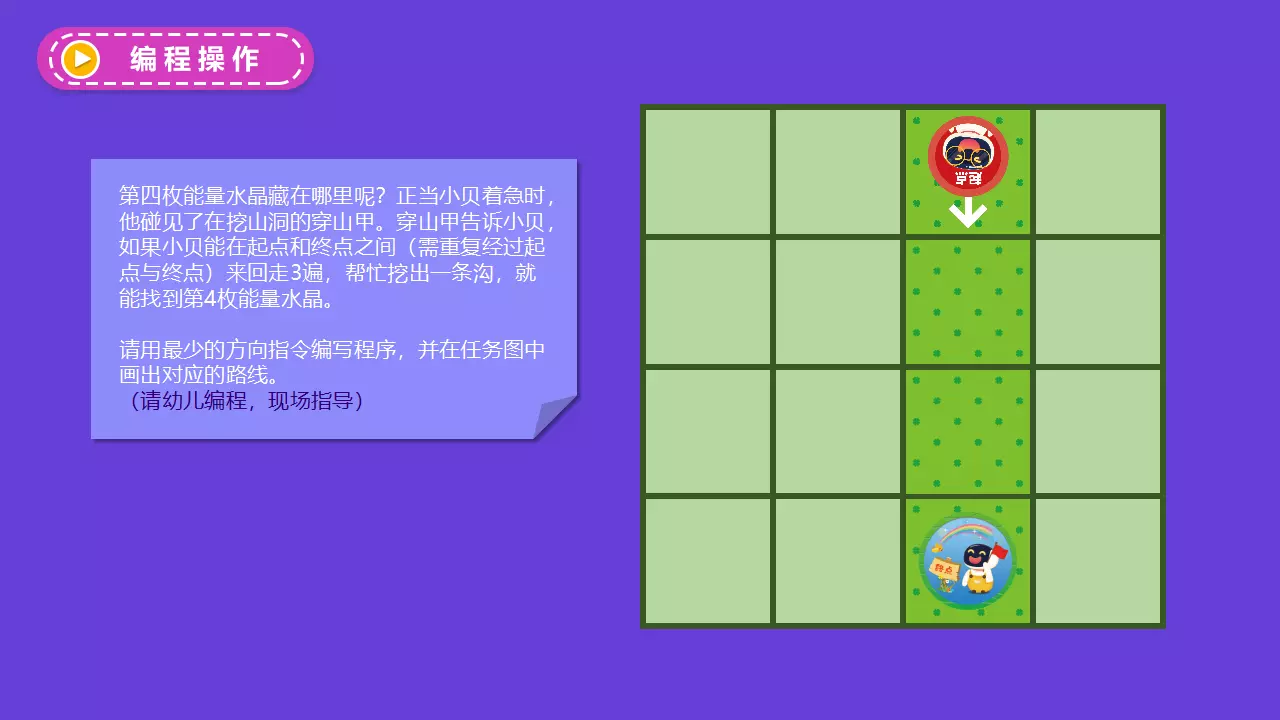 编程操作
第四枚能量水晶藏在哪里呢？正当小贝着急时，
他碰见了在挖山洞的穿山甲。穿山甲告诉小贝，
如果小贝能在起点和终点之间（需重复经过起
点与终点）来回走3遍，帮忙挖出一条沟，就
能找到第4枚能量水晶。
请用最少的方向指令编写程序，并在任务图中
画出对应的路线。
（请幼儿编程，现场指导）
起点
终点